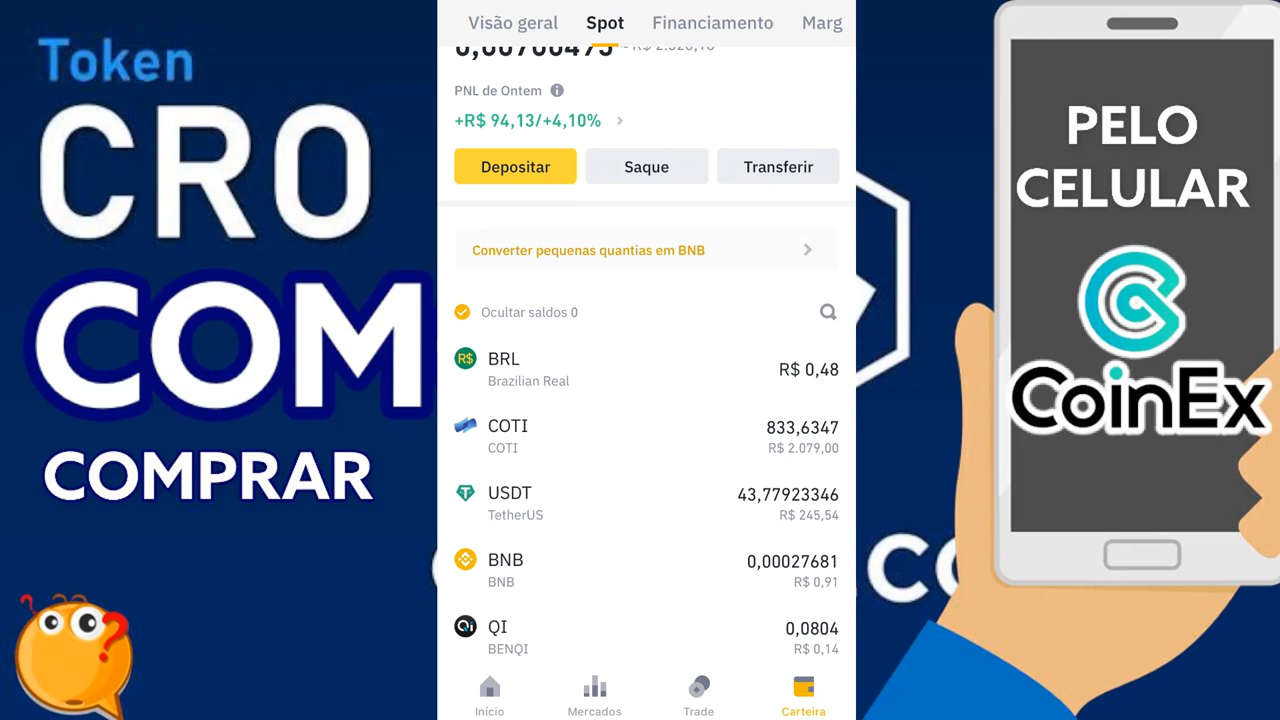 Token
CRO
COM
COMPRAR
Visão geral
Spot
Financiamento
Marg
PNL de Ontem
+R$ 94,13/+4,10%
Depositar
Saque
Transferir
Converter pequenas quantias em BNB
Ocultar saldos 0
R$
BRL
R$ 0,48
Brazilian Real
COTI
833,6347
COTI
R$ 2.079,00
USDT
43,77923346
TetherUS
R$ 245,54
BNB
0,00027681
BNB
R$ 0,91
Qi
QI
0,0804
BENQI
R$ 0,14
Início
Mercados
Trade
Carteira
PELO
CELULAR
CoinEx